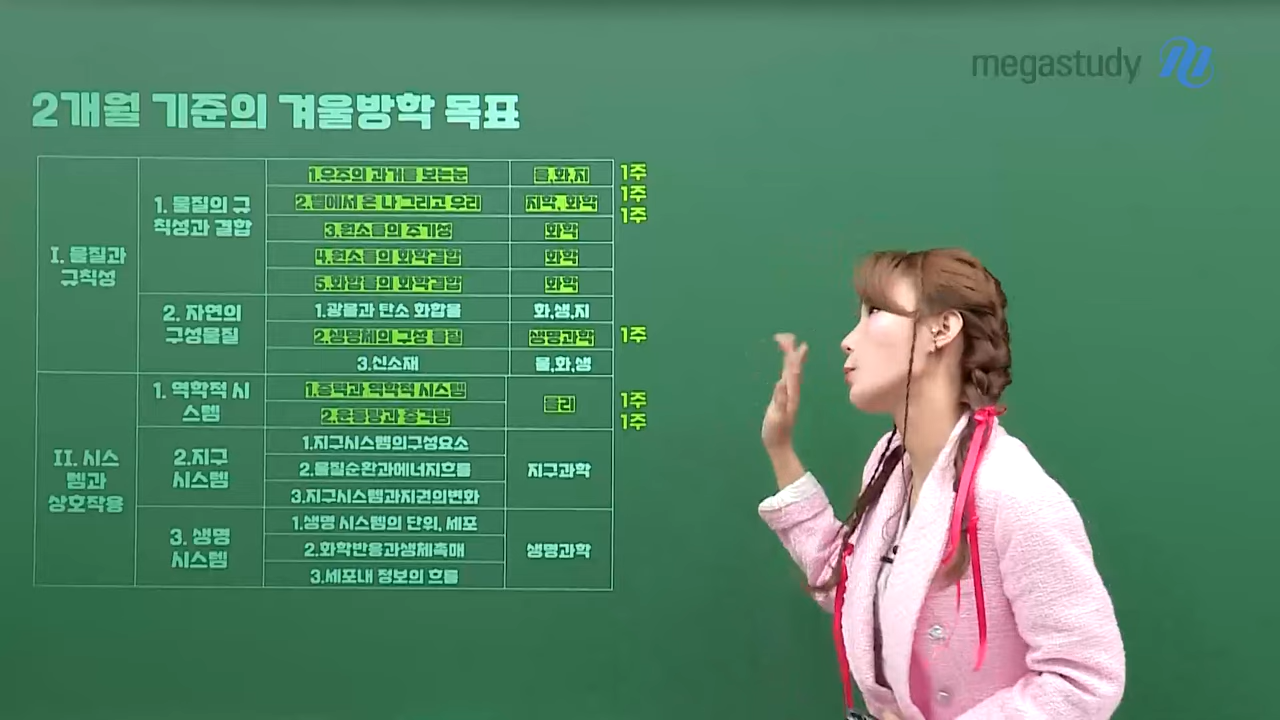 megastudy
2개월 기준의 겨울방학 목표
I. 물질과
규칙성
1. 물질의 규
칙성과 결합
1.우주의 과거를 보는눈
물,화,지
1주
2.별에서 온 나 그리고 우리
지학, 화학
1주
3.원소들의 주기성
화학
1주
4.원소들의 화학결합
화학
5.화합물의 화학결합
화학
2. 자연의
구성물질
1.광물과 탄소 화합물
화,생,지
2.생명체의 구성 물질
생명과학
1주
3.신소재
물,화,생
II. 시스
템과
상호작용
1. 역학적 시
스템
1.중력과 역학적 시스템
물리
1주
2.운동량과 충격량
1주
2.지구
시스템
1.지구시스템의구성요소
지구과학
2.물질순환과에너지흐름
3.지구시스템과지권의변화
3. 생명
시스템
1.생명 시스템의 단위, 세포
생명과학
2.화학반응과생체촉매
3.세포내 정보의 흐름